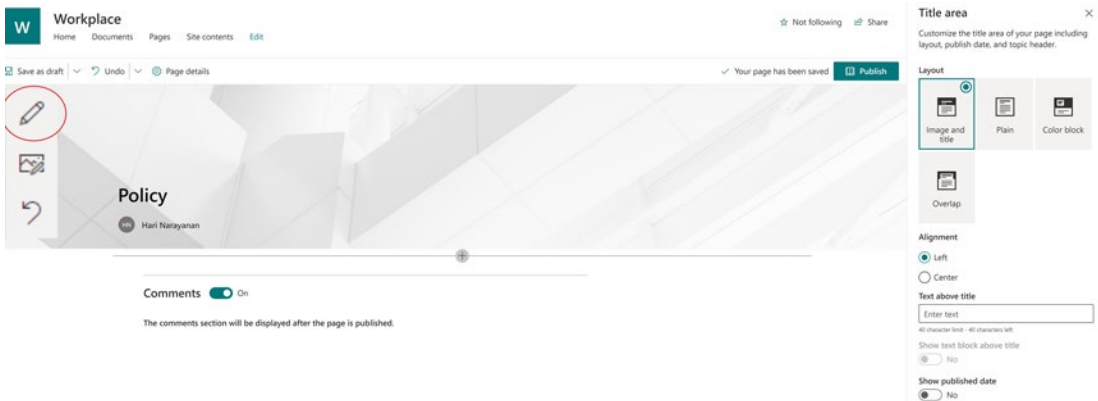 W
Workplace
Home Documents Pages Site contents Edit
Not following Share
Save as draft Undo Page details
Your page has been saved Publish
Policy
HN Hari Narayanan
Comments On
The comments section will be displayed after the page is published.
Title area
Customize the title area of your page including
layout, publish date, and topic header.
Layout
Image and
title
Plain
Color block
Overlap
Alignment
Left
Center
Text above title
Enter text
40 character limit - 40 characters left
Show text block above title
No
Show published date
No